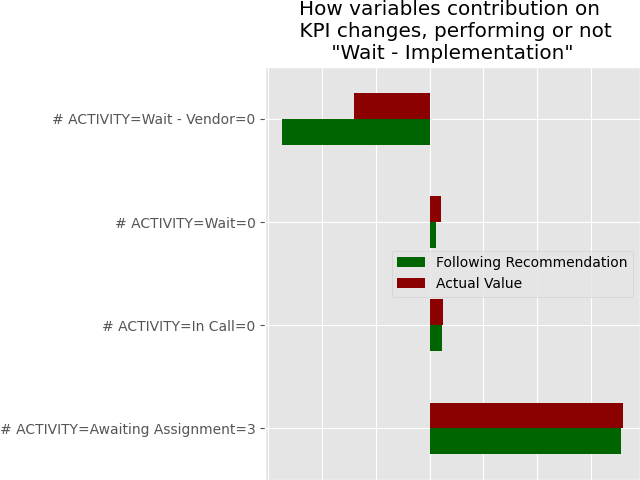 How variables contribution on
KPI changes, performing or not
"Wait - Implementation"
# ACTIVITY=Wait - Vendor=0
# ACTIVITY=Wait=0
Following Recommendation
Actual Value
# ACTIVITY=In Call=0
# ACTIVITY=Awaiting Assignment=3